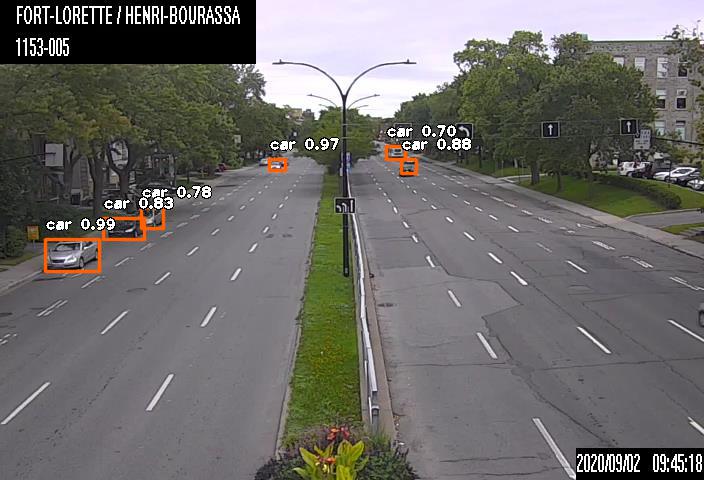 FORT-LORETTE / HENRI-BOURASSA
1153-005
car 0.97
car 0.70
car 0.88
car 0.78
car 0.83
car 0.99
2020/09/02 09:45:18